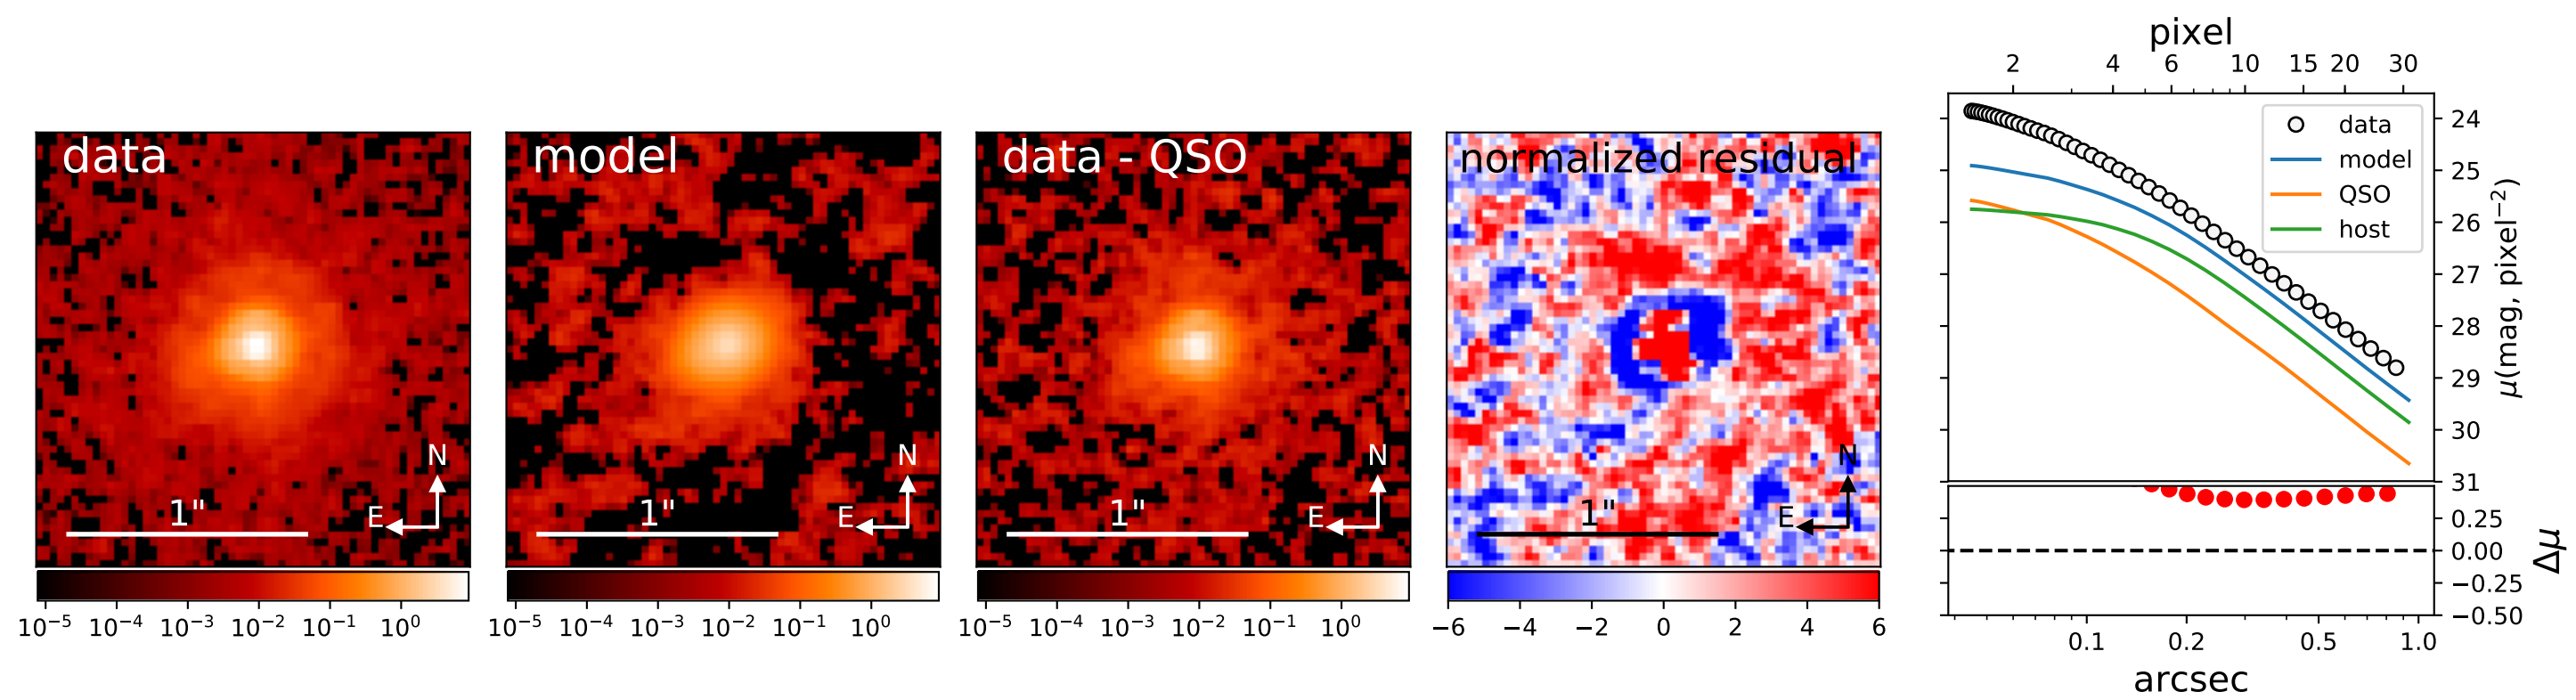 data
N
E
1"
10⁻⁵ 10⁻⁴ 10⁻³ 10⁻² 10⁻¹ 10⁰
model
N
E
1"
10⁻⁵ 10⁻⁴ 10⁻³ 10⁻² 10⁻¹ 10⁰
data - QSO
N
E
1"
10⁻⁵ 10⁻⁴ 10⁻³ 10⁻² 10⁻¹ 10⁰
normalized residual
N
E
1"
−6 −4 −2 0 2 4 6
pixel
2 4 6 10 15 20 30
data
model
QSO
host
24
25
26
27
28
29
30
31
μ(mag, pixel⁻²)
0.25
0.00
−0.25
−0.50
Δμ
0.1 0.2 0.5 1.0
arcsec